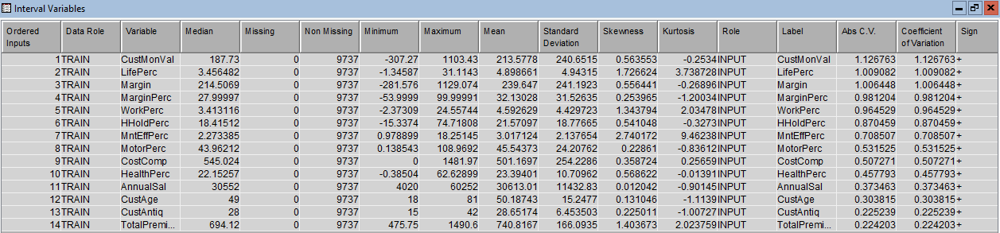 Interval Variables
Ordered Inputs Data Role Variable Median Missing Non Missing Minimum Maximum Mean Standard Deviation Skewness Kurtosis Role Label Abs C.V. Coefficient of Variation Sign
1 TRAIN CustMonVal 187.73 0 9737 -307.27 1103.43 213.5778 240.6515 0.563553 -0.2534 INPUT CustMonVal 1.126763 1.126763 +
2 TRAIN LifePerc 3.456482 0 9737 -1.34587 31.1143 4.898661 4.94315 1.726624 3.738728 INPUT LifePerc 1.009082 1.009082 +
3 TRAIN Margin 214.5069 0 9737 -281.576 1129.074 239.647 241.1923 0.556441 -0.26896 INPUT Margin 1.006448 1.006448 +
4 TRAIN MarginPerc 27.99997 0 9737 -53.9999 99.99991 32.13028 31.52635 0.253965 -1.20034 INPUT MarginPerc 0.981204 0.981204 +
5 TRAIN WorkPerc 3.413116 0 9737 -2.37309 24.55744 4.592629 4.429723 1.343794 2.03478 INPUT WorkPerc 0.964529 0.964529 +
6 TRAIN HHoldPerc 18.41512 0 9737 -15.3374 74.71808 21.57097 18.77665 0.541048 -0.3273 INPUT HHoldPerc 0.870459 0.870459 +
7 TRAIN MntEffPerc 2.273385 0 9737 0.978899 18.25145 3.017124 2.137654 2.740172 9.46238 INPUT MntEffPerc 0.708507 0.708507 +
8 TRAIN MotorPerc 43.96212 0 9737 0.138543 108.9692 45.54373 24.20762 0.22861 -0.83612 INPUT MotorPerc 0.531525 0.531525 +
9 TRAIN CostComp 545.024 0 9737 0 1481.97 501.1697 254.2286 0.358724 0.25659 INPUT CostComp 0.507271 0.507271 +
10 TRAIN HealthPerc 22.15257 0 9737 -0.38504 62.62899 23.39401 10.70962 0.568622 -0.01391 INPUT HealthPerc 0.457793 0.457793 +
11 TRAIN AnnualSal 30552 0 9737 4020 60252 30613.01 11432.83 0.012042 -0.90145 INPUT AnnualSal 0.373463 0.373463 +
12 TRAIN CustAge 49 0 9737 18 81 50.18743 15.2477 0.131046 -1.1139 INPUT CustAge 0.303815 0.303815 +
13 TRAIN CustAntiq 28 0 9737 15 42 28.65174 6.453503 0.225011 -1.00727 INPUT CustAntiq 0.225239 0.225239 +
14 TRAIN TotalPremi... 694.12 0 9737 475.75 1490.6 740.8167 166.0935 1.403673 2.023759 INPUT TotalPremi... 0.224203 0.224203 +